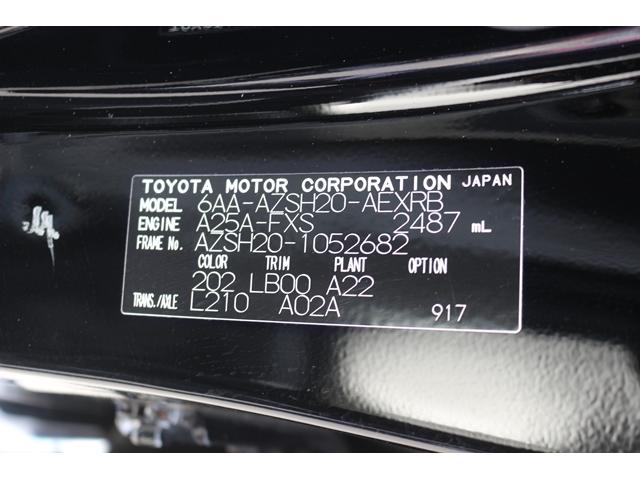 TOYOTA MOTOR CORPORATION JAPAN
MODEL 6AA-AZSH20-AEXRB
ENGINE A25A-FXS 2487 mL
FRAME No. AZSH20-1052682
COLOR TRIM PLANT OPTION
202 LB00 A22
TRANS./AXLE L210 A02A 917